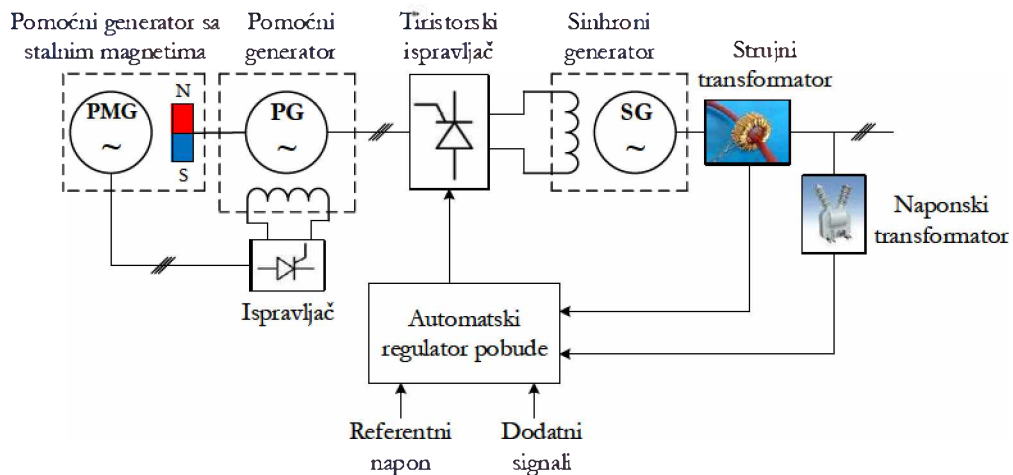 Pomoćni generator sa
stalnim magnetima
Pomoćni
generator
Tiristorski
ispravljač
Sinhroni
generator
Strujni
transformator
PMG
~
N
S
PG
~
SG
~
Naponski
transformator
Ispravljač
Automatski
regulator pobude
Referentni
napon
Dodatni
signali